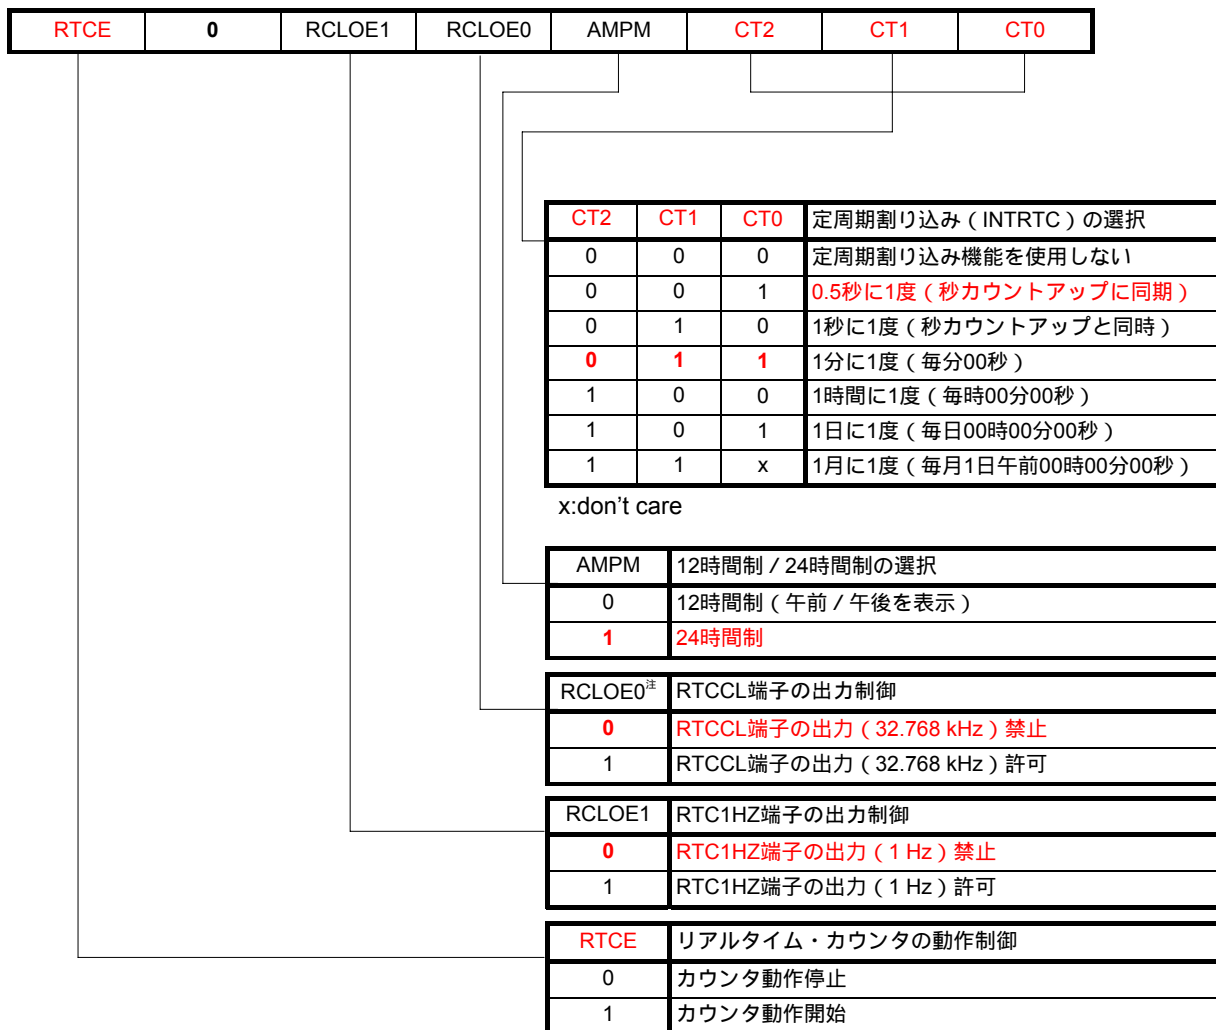 RTCE 0 RCLOE1 RCLOE0 AMPM CT2 CT1 CT0
CT2 CT1 CT0 定周期割り込み（INTRTC）の選択
0 0 0 定周期割り込み機能を使用しない
0 0 1 0.5秒に1度（秒カウントアップに同期）
0 1 0 1秒に1度（秒カウントアップと同時）
0 1 1 1分に1度（毎分00秒）
1 0 0 1時間に1度（毎時00分00秒）
1 0 1 1日に1度（毎日00時00分00秒）
1 1 x 1月に1度（毎月1日午前00時00分00秒）
x:don't care
AMPM 12時間制／24時間制の選択
0 12時間制（午前／午後を表示）
1 24時間制
RCLOE0注 RTCCL端子の出力制御
0 RTCCL端子の出力（32.768 kHz）禁止
1 RTCCL端子の出力（32.768 kHz）許可
RCLOE1 RTC1HZ端子の出力制御
0 RTC1HZ端子の出力（1 Hz）禁止
1 RTC1HZ端子の出力（1 Hz）許可
RTCE リアルタイム・カウンタの動作制御
0 カウンタ動作停止
1 カウンタ動作開始